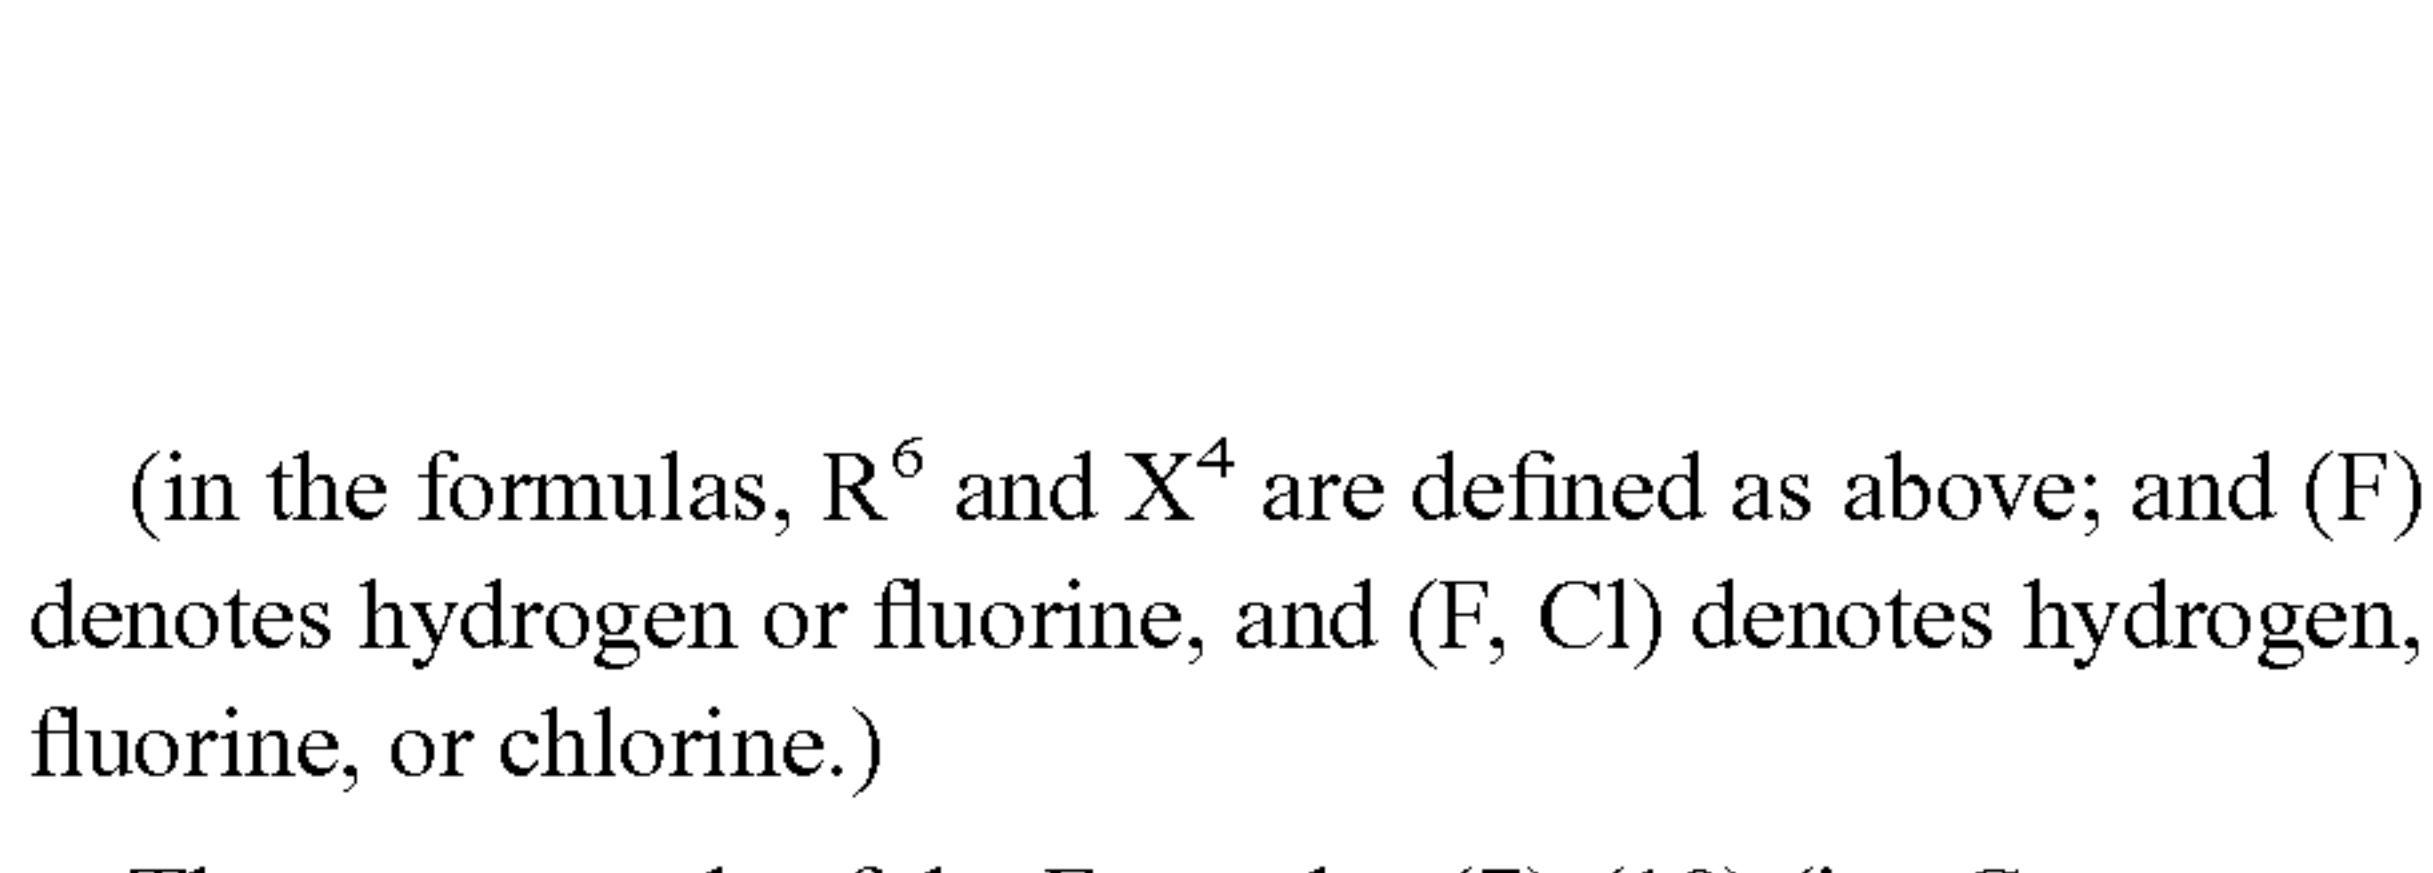 (in the formulas, R⁶ and X⁴ are defined as above; and (F)
denotes hydrogen or fluorine, and (F, Cl) denotes hydrogen,
fluorine, or chlorine.)